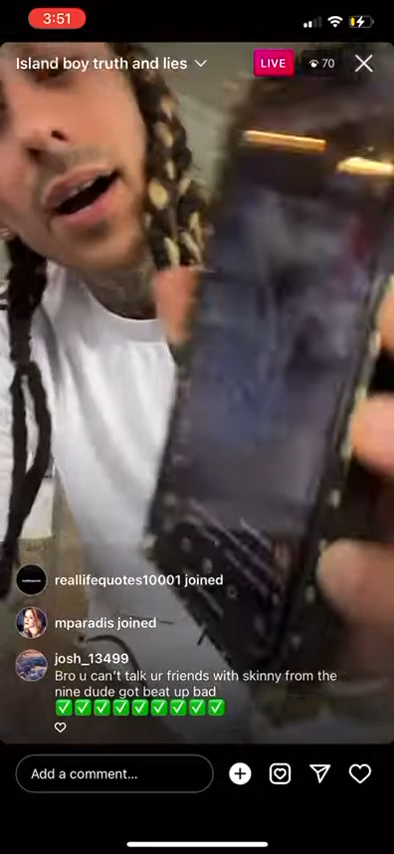 3:51
Island boy truth and lies
LIVE
70
reallifequotes10001 joined
mparadis joined
josh_13499
Bro u can't talk ur friends with skinny from the
nine dude got beat up bad
✅✅✅✅✅✅✅✅✅
Add a comment...